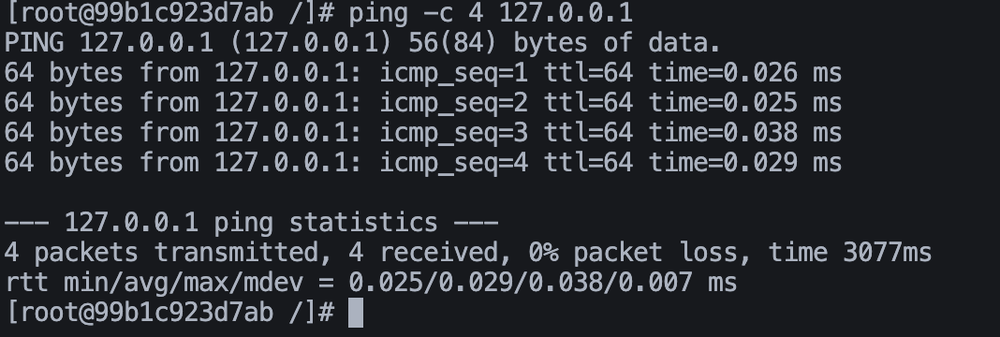 [root@99b1c923d7ab /]# ping -c 4 127.0.0.1
PING 127.0.0.1 (127.0.0.1) 56(84) bytes of data.
64 bytes from 127.0.0.1: icmp_seq=1 ttl=64 time=0.026 ms
64 bytes from 127.0.0.1: icmp_seq=2 ttl=64 time=0.025 ms
64 bytes from 127.0.0.1: icmp_seq=3 ttl=64 time=0.038 ms
64 bytes from 127.0.0.1: icmp_seq=4 ttl=64 time=0.029 ms
--- 127.0.0.1 ping statistics ---
4 packets transmitted, 4 received, 0% packet loss, time 3077ms
rtt min/avg/max/mdev = 0.025/0.029/0.038/0.007 ms
[root@99b1c923d7ab /]#